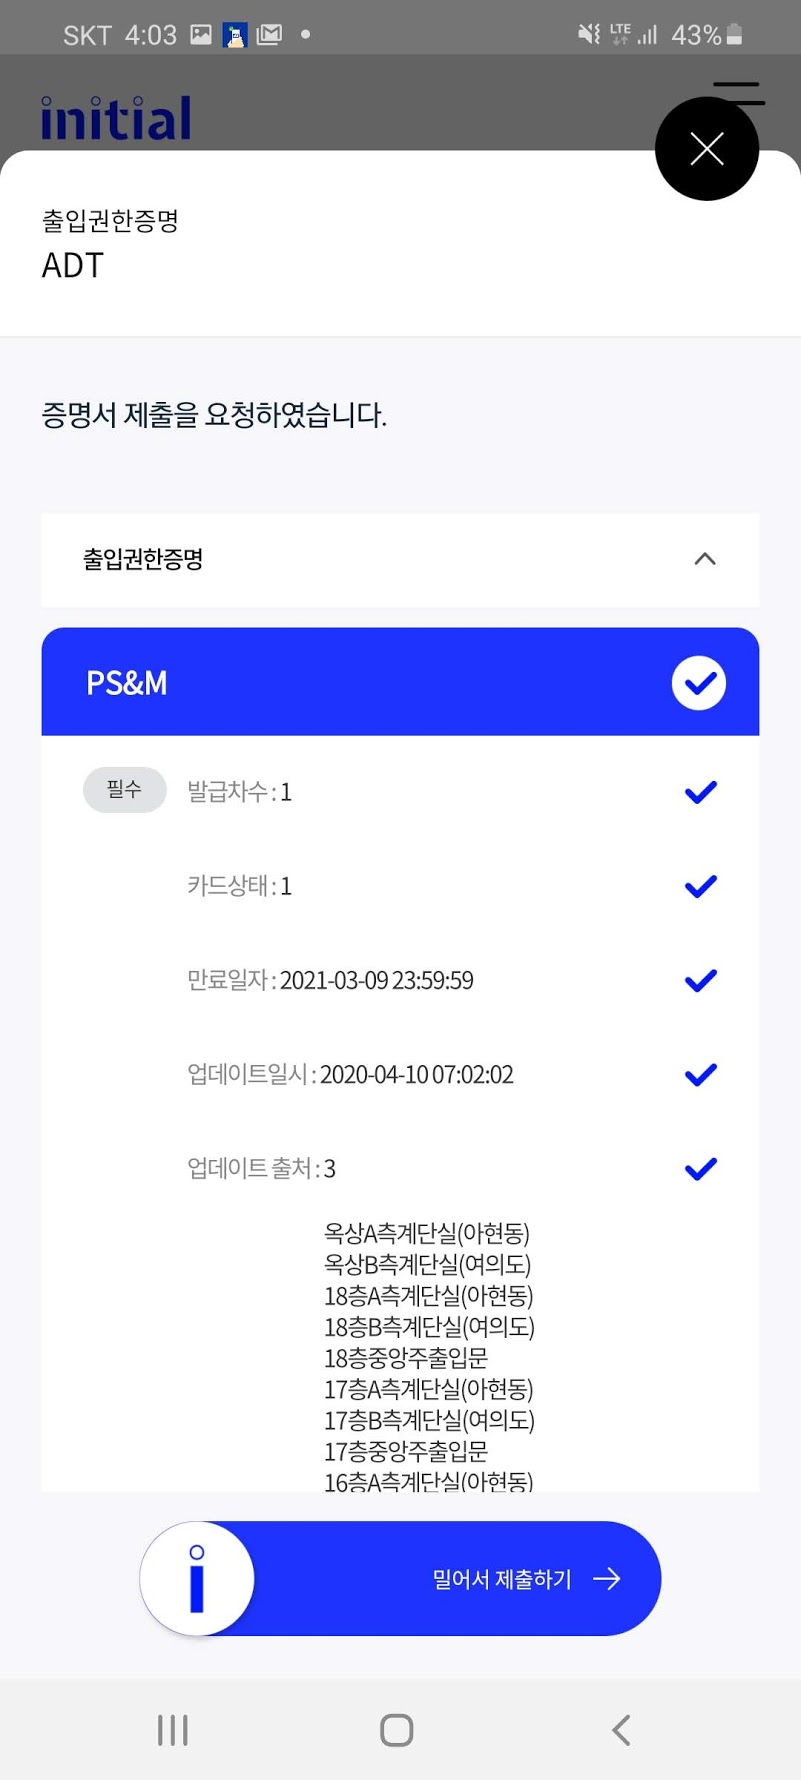 SKT 4:03
LTE 43%
initial
출입권한증명
ADT
증명서 제출을 요청하였습니다.
출입권한증명
PS&M
필수 발급차수 : 1
카드상태 : 1
만료일자 : 2021-03-09 23:59:59
업데이트일시 : 2020-04-10 07:02:02
업데이트 출처 : 3
옥상A측계단실(아현동)
옥상B측계단실(여의도)
18층A측계단실(아현동)
18층B측계단실(여의도)
18층중앙주출입문
17층A측계단실(아현동)
17층B측계단실(여의도)
17층중앙주출입문
16층A측계단실(아현동)
밀어서 제출하기